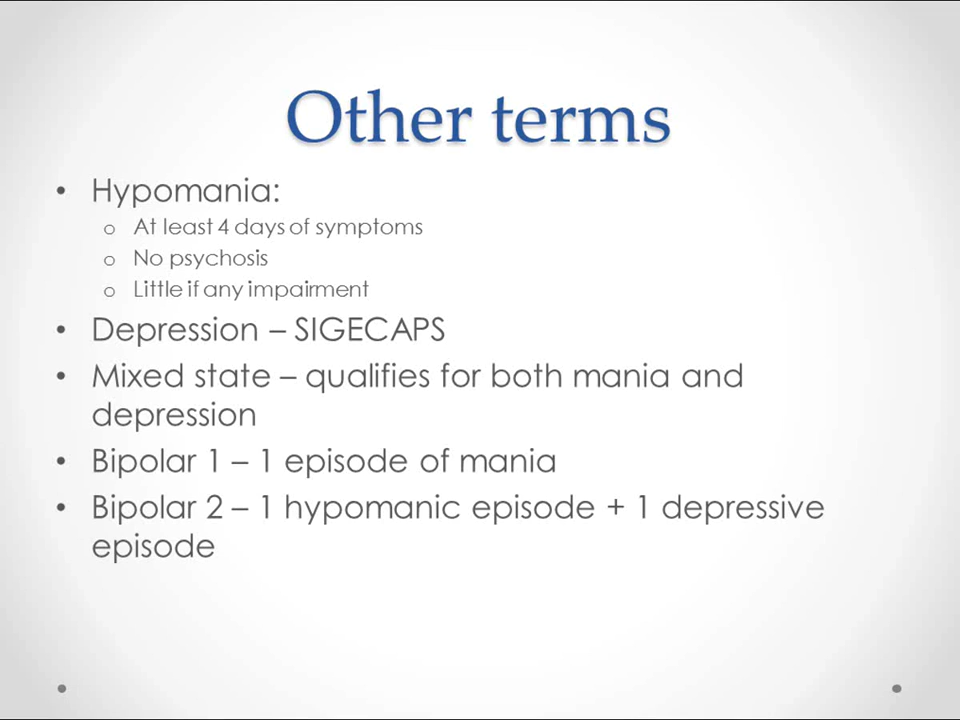 Other terms
• Hypomania:
o At least 4 days of symptoms
o No psychosis
o Little if any impairment
• Depression – SIGECAPS
• Mixed state – qualifies for both mania and
depression
• Bipolar 1 – 1 episode of mania
• Bipolar 2 – 1 hypomanic episode + 1 depressive
episode